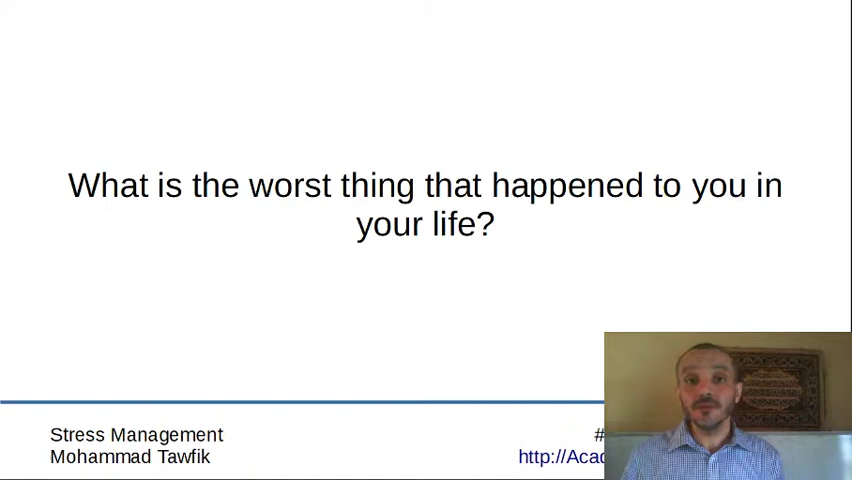 What is the worst thing that happened to you in
your life?
Stress Management
#
Mohammad Tawfik
http://Acad